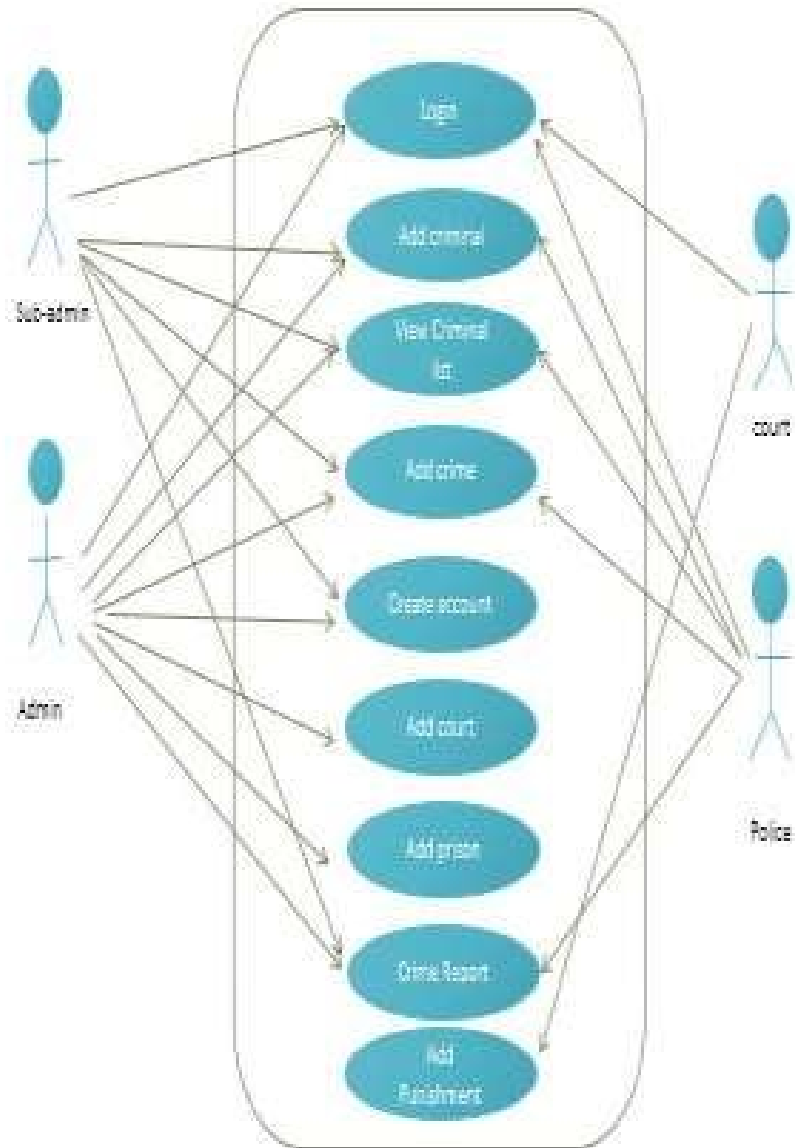 Login
Add criminal
Sub-admin
View Criminal
list
court
Add crime
Create account
Admin
Add court
Police
Add prison
Crime Report
Add
Punishment